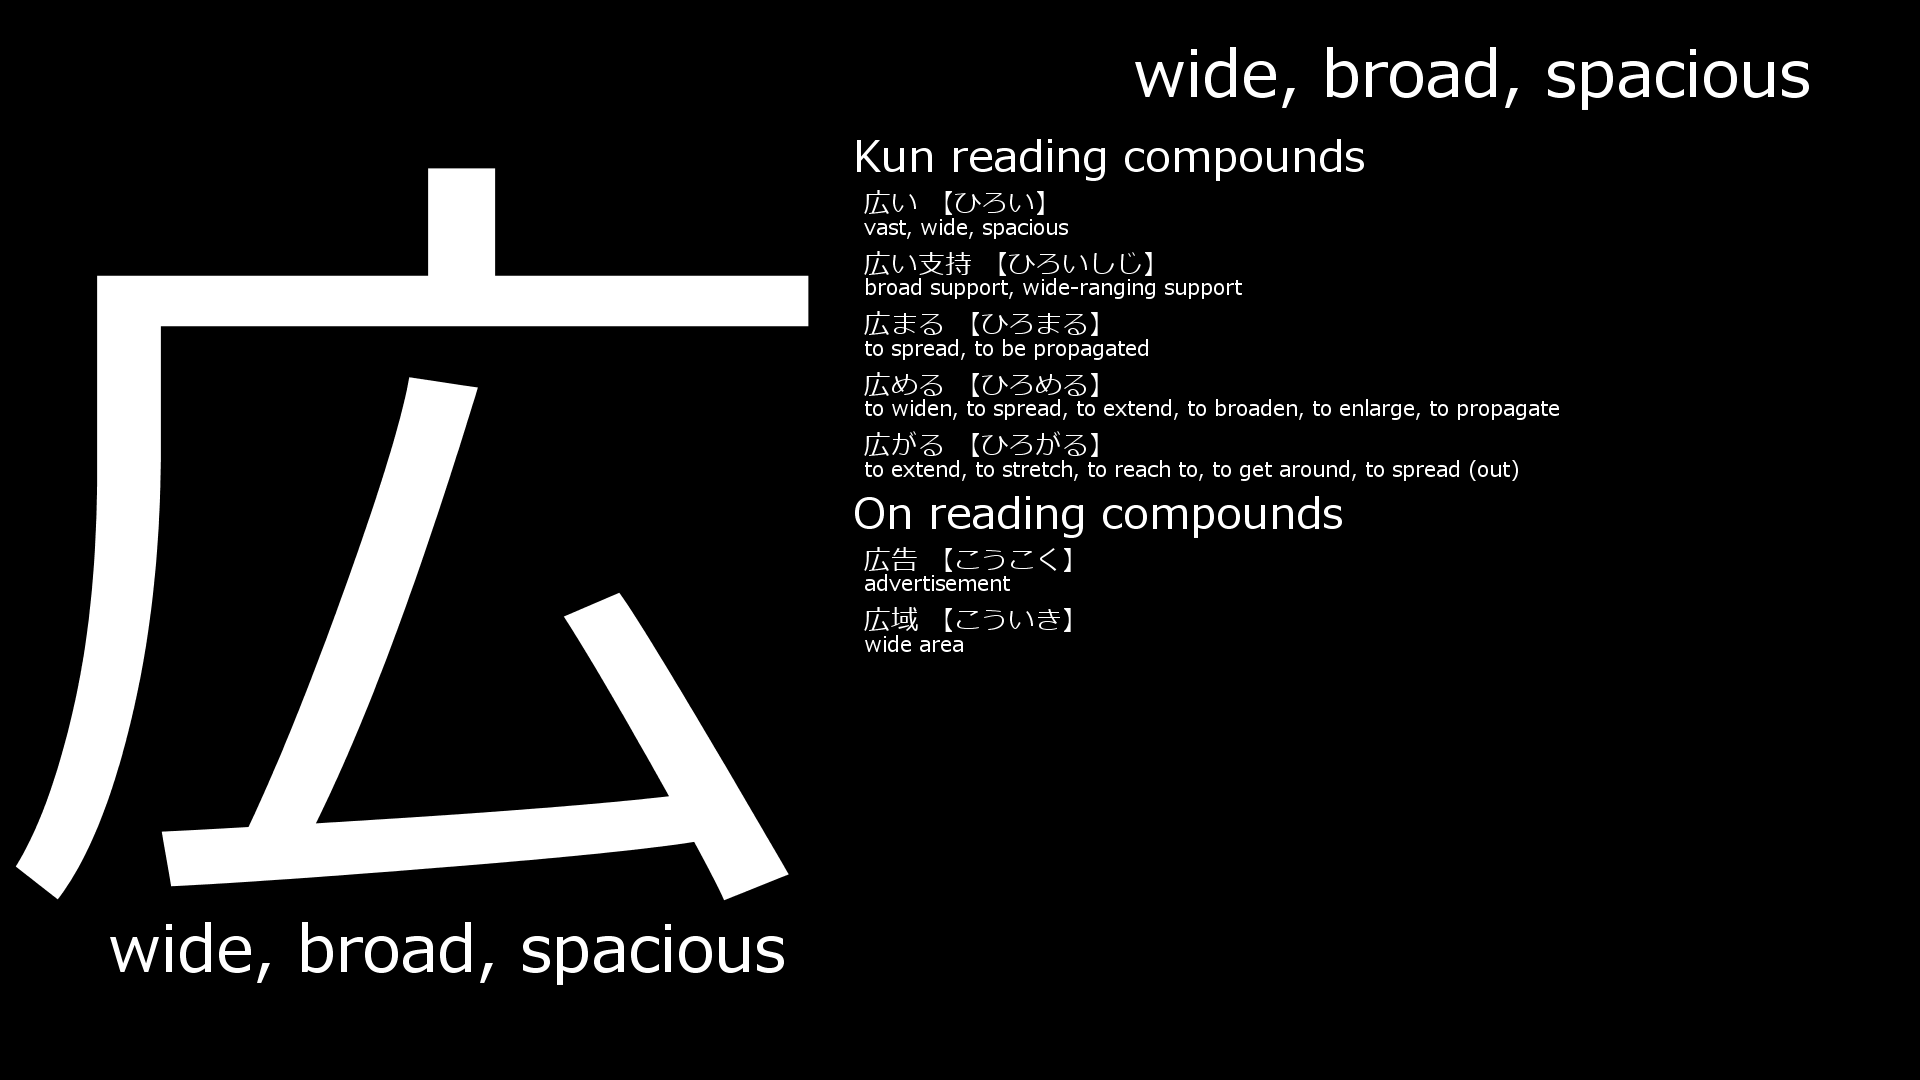 広
wide, broad, spacious
wide, broad, spacious
Kun reading compounds
広い 【ひろい】
vast, wide, spacious
広い支持 【ひろいしじ】
broad support, wide-ranging support
広まる 【ひろまる】
to spread, to be propagated
広める 【ひろめる】
to widen, to spread, to extend, to broaden, to enlarge, to propagate
広がる 【ひろがる】
to extend, to stretch, to reach to, to get around, to spread (out)
On reading compounds
広告 【こうこく】
advertisement
広域 【こういき】
wide area